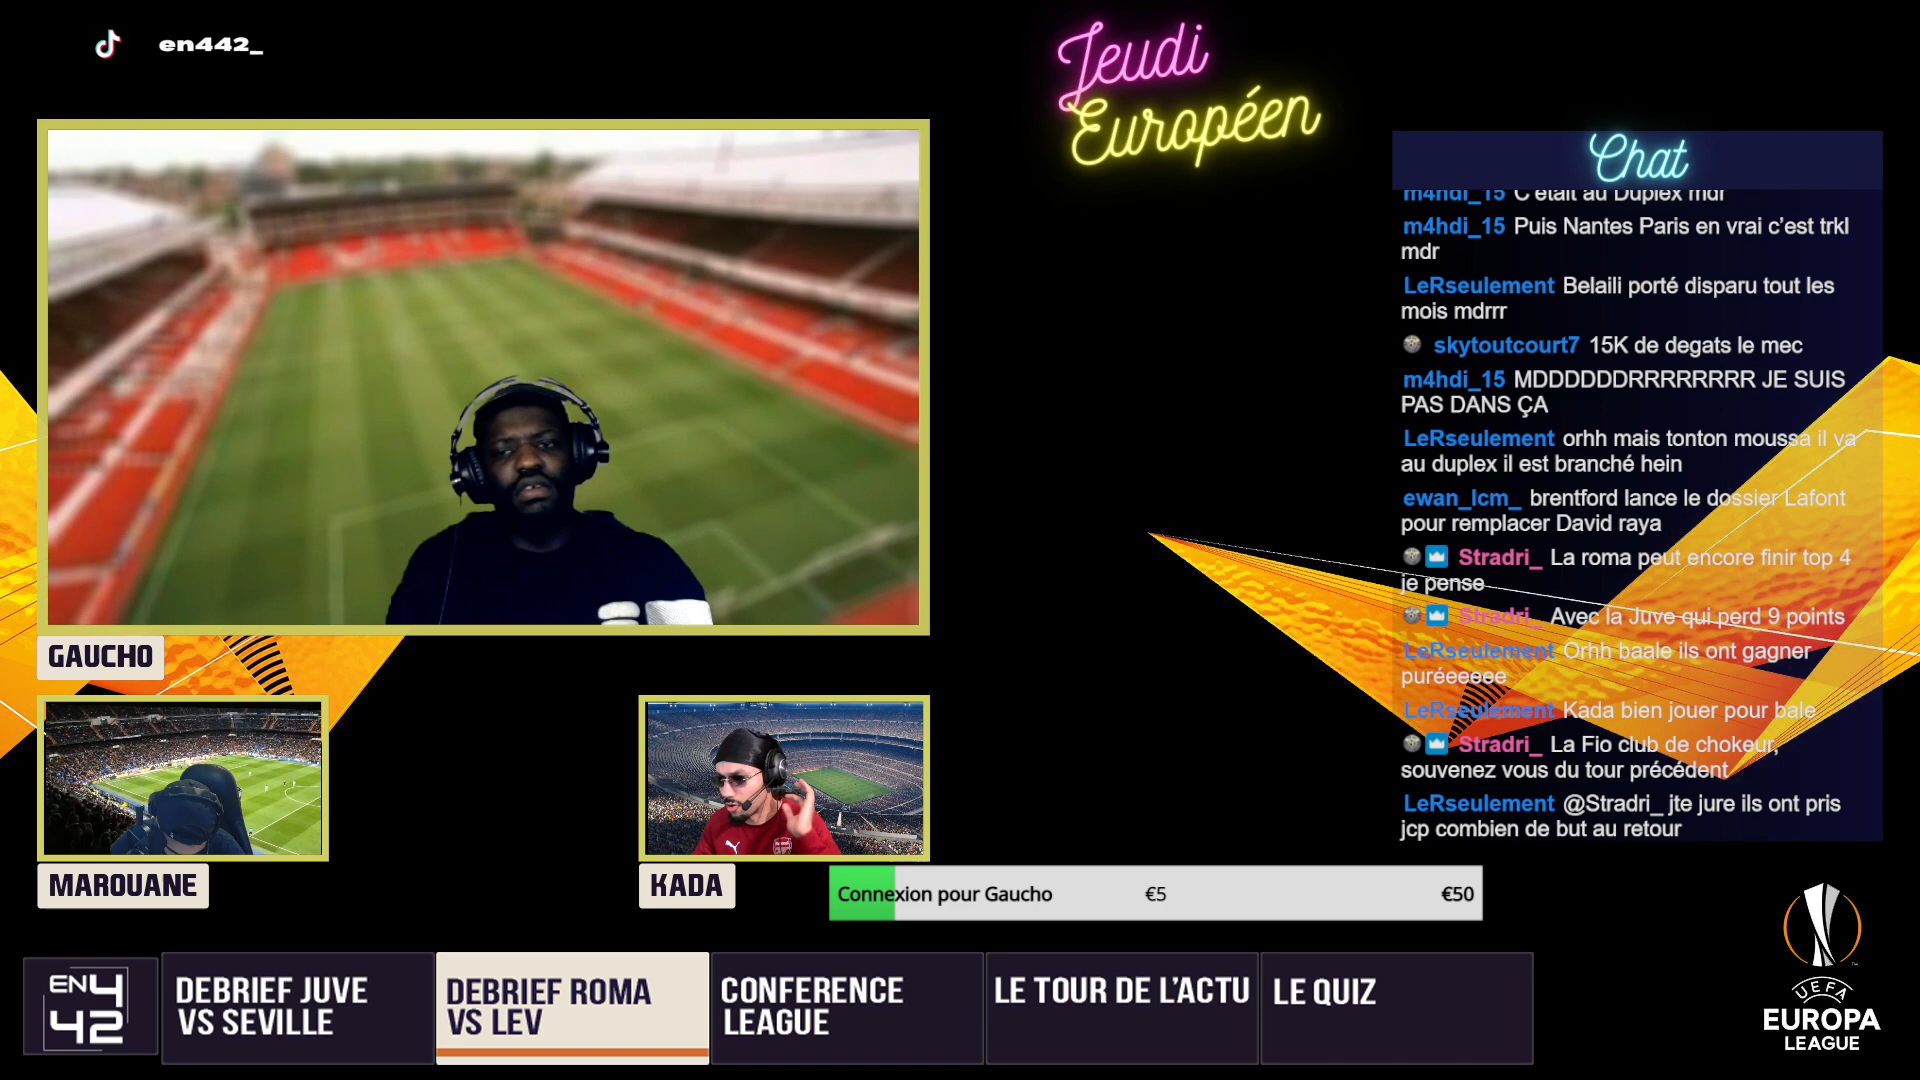 en442_
Jeudi
Européen
Chat
m4hdi_15 C'était au Duplex mdr
m4hdi_15 Puis Nantes Paris en vrai c’est trkl
mdr
LeRseulement Belaili porté disparu tout les
mois mdrrr
skytoutcourt7 15K de degats le mec
m4hdi_15 MDDDDDDRRRRRRRRR JE SUIS
PAS DANS ÇA
LeRseulement orhh mais tonton moussa il va
au duplex il est branché hein
ewan_lcm_ brentford lance le dossier Lafont
pour remplacer David raya
Stradri_ La roma peut encore finir top 4
je pense
Stradri_ Avec la Juve qui perd 9 points
LeRseulement Orhh baale ils ont gagner
puréeeeee
LeRseulement Kada bien jouer pour bale
Stradri_ La Fio club de chokeur,
souvenez vous du tour précédent
LeRseulement @Stradri_ jte jure ils ont pris
jcp combien de but au retour
GAUCHO
MAROUANE
KADA
Connexion pour Gaucho €5 €50
EN 4
42
DEBRIEF JUVE
VS SEVILLE
DEBRIEF ROMA
VS LEV
CONFERENCE
LEAGUE
LE TOUR DE L'ACTU
LE QUIZ
UEFA
EUROPA
LEAGUE